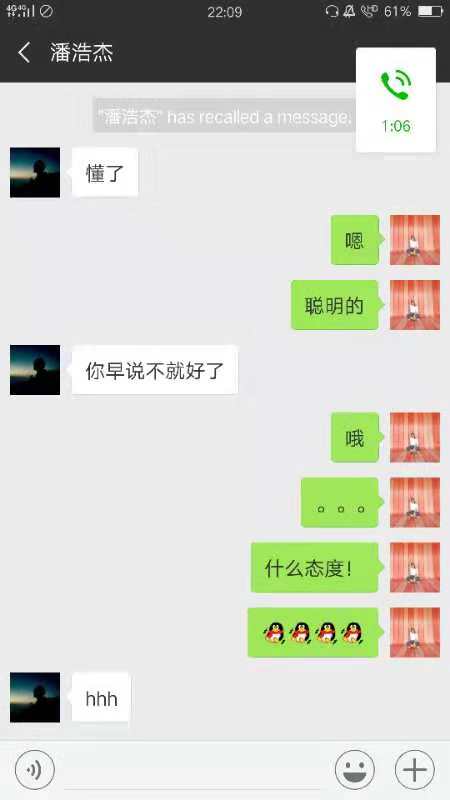 4G 4G
22:09
HD 61%
潘浩杰
1:06
"潘浩杰" has recalled a message.
懂了
嗯
聪明的
你早说不就好了
哦
。。。
什么态度！
hhh